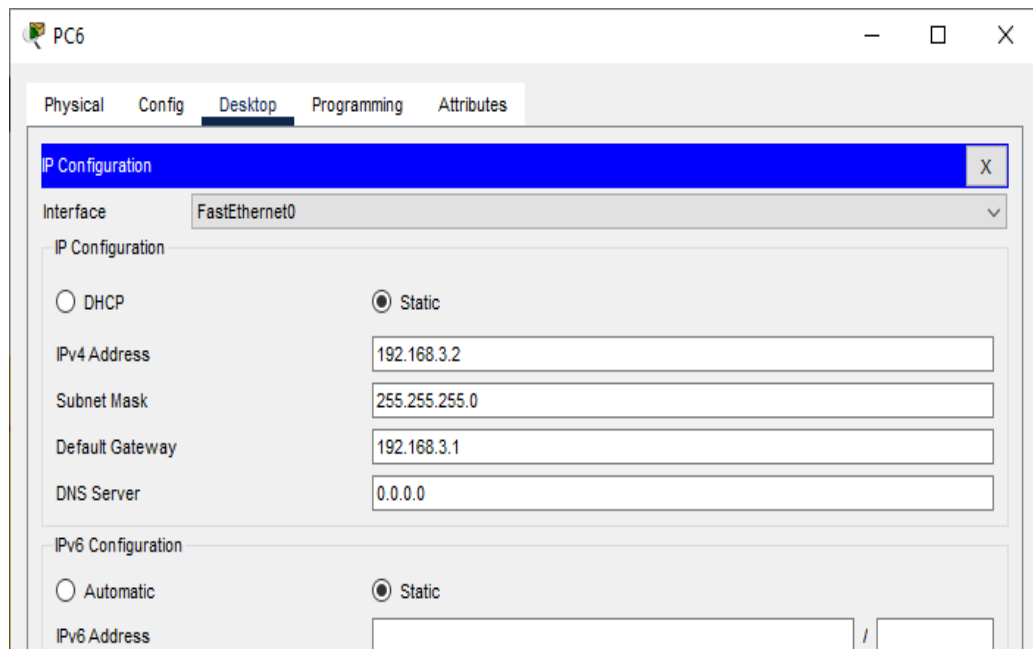 PC6
Physical Config Desktop Programming Attributes
IP Configuration X
Interface FastEthernet0
IP Configuration
DHCP Static
IPv4 Address 192.168.3.2
Subnet Mask 255.255.255.0
Default Gateway 192.168.3.1
DNS Server 0.0.0.0
IPv6 Configuration
Automatic Static
IPv6 Address /